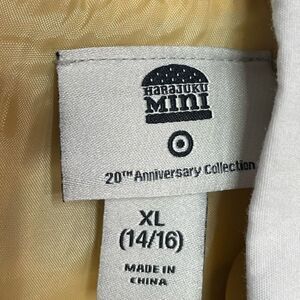 HARAJUKU
MINI
20TH Anniversary Collection
XL
(14/16)
MADE IN
CHINA